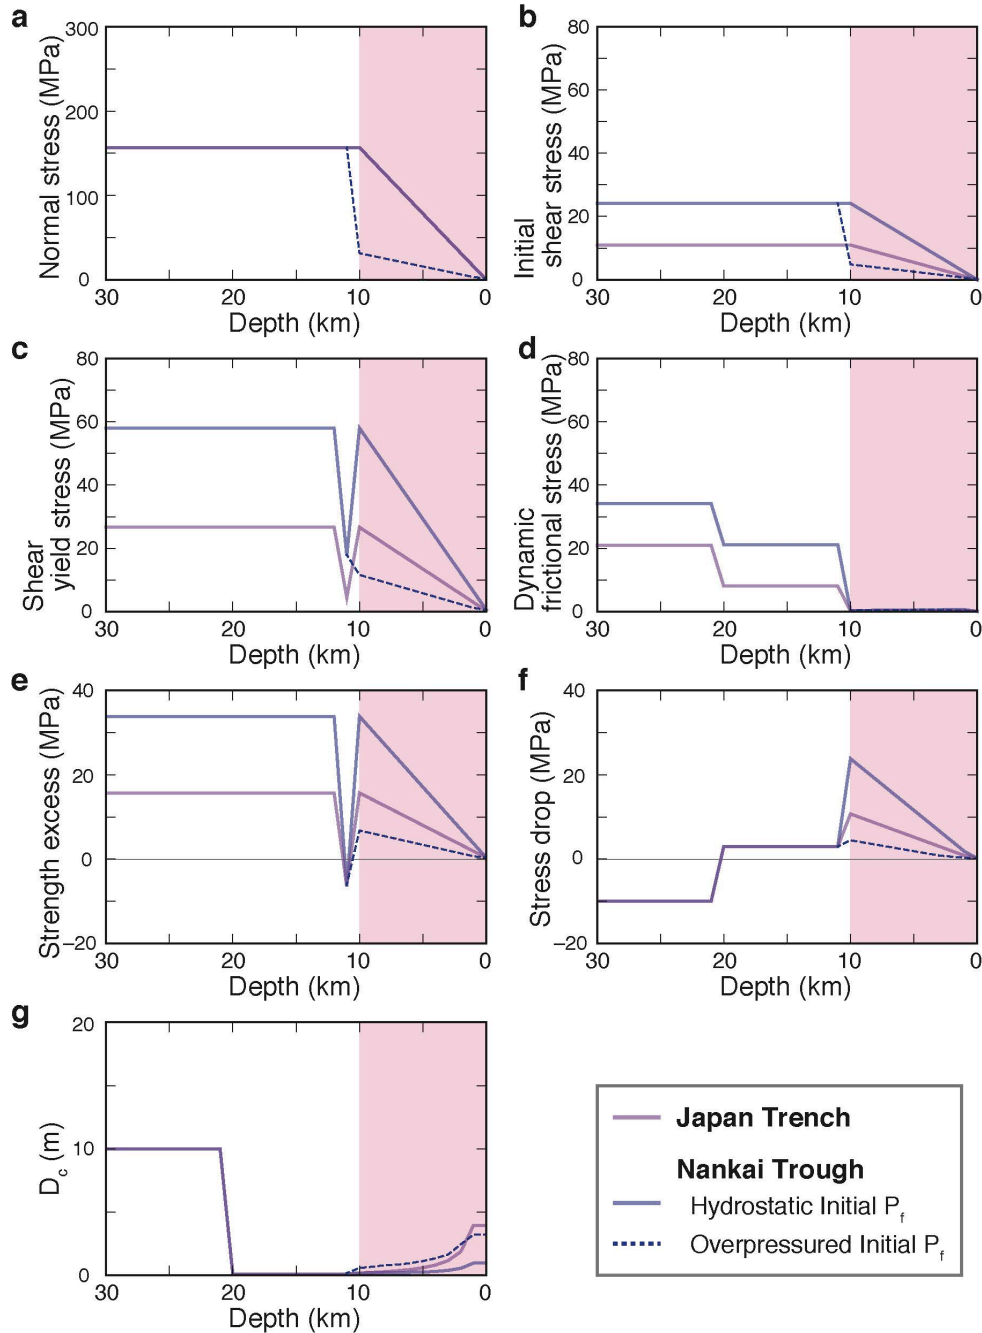 a
Normal stress (MPa)
300
200
100
0
30
20
10
0
Depth (km)
b
Initial
shear stress (MPa)
80
60
40
20
0
30
20
10
0
Depth (km)
c
Shear
yield stress (MPa)
80
60
40
20
0
30
20
10
0
Depth (km)
d
Dynamic
frictional stress (MPa)
80
60
40
20
0
30
20
10
0
Depth (km)
e
Strength excess (MPa)
40
20
0
−20
30
20
10
0
Depth (km)
f
Stress drop (MPa)
40
20
0
−20
30
20
10
0
Depth (km)
g
D_c (m)
20
10
0
30
20
10
0
Depth (km)
Japan Trench
Nankai Trough
Hydrostatic Initial P_f
Overpressured Initial P_f